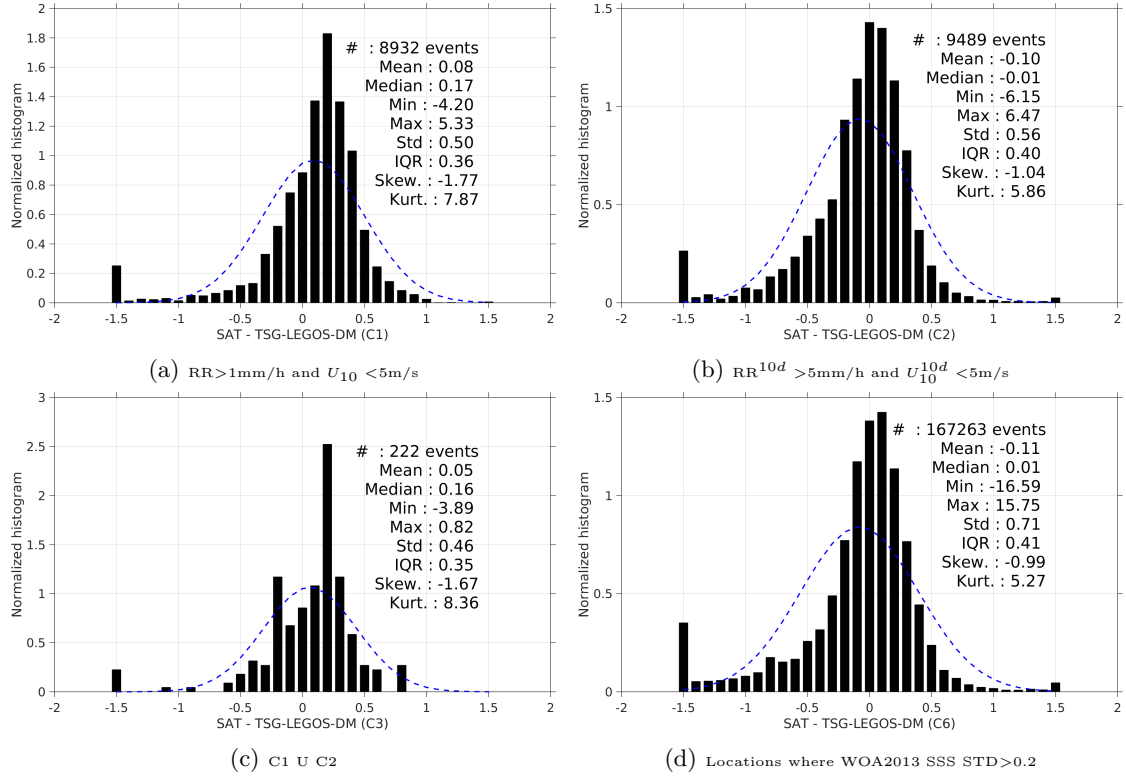 2
1.8
1.6
1.4
1.2
1
0.8
0.6
0.4
0.2
0
Normalized histogram
# : 8932 events
Mean : 0.08
Median : 0.17
Min : -4.20
Max : 5.33
Std : 0.50
IQR : 0.36
Skew. : -1.77
Kurt. : 7.87
-2 -1.5 -1 -0.5 0 0.5 1 1.5 2
SAT - TSG-LEGOS-DM (C1)
(a) RR>1mm/h and U10 <5m/s
1.5
1
0.5
0
Normalized histogram
# : 9489 events
Mean : -0.10
Median : -0.01
Min : -6.15
Max : 6.47
Std : 0.56
IQR : 0.40
Skew. : -1.04
Kurt. : 5.86
-2 -1.5 -1 -0.5 0 0.5 1 1.5 2
SAT - TSG-LEGOS-DM (C2)
(b) RR10d >5mm/h and U10d10 <5m/s
3
2.5
2
1.5
1
0.5
0
Normalized histogram
# : 222 events
Mean : 0.05
Median : 0.16
Min : -3.89
Max : 0.82
Std : 0.46
IQR : 0.35
Skew. : -1.67
Kurt. : 8.36
-2 -1.5 -1 -0.5 0 0.5 1 1.5 2
SAT - TSG-LEGOS-DM (C3)
(c) C1 U C2
1.5
1
0.5
0
Normalized histogram
# : 167263 events
Mean : -0.11
Median : 0.01
Min : -16.59
Max : 15.75
Std : 0.71
IQR : 0.41
Skew. : -0.99
Kurt. : 5.27
-2 -1.5 -1 -0.5 0 0.5 1 1.5 2
SAT - TSG-LEGOS-DM (C6)
(d) Locations where WOA2013 SSS STD>0.2